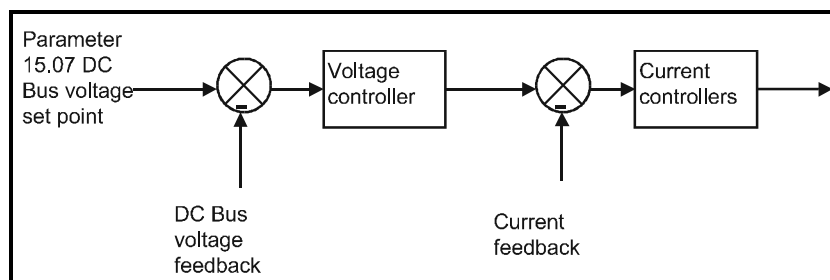 Parameter
15.07 DC
Bus voltage
set point
Voltage
controller
Current
controllers
DC Bus
voltage
feedback
Current
feedback